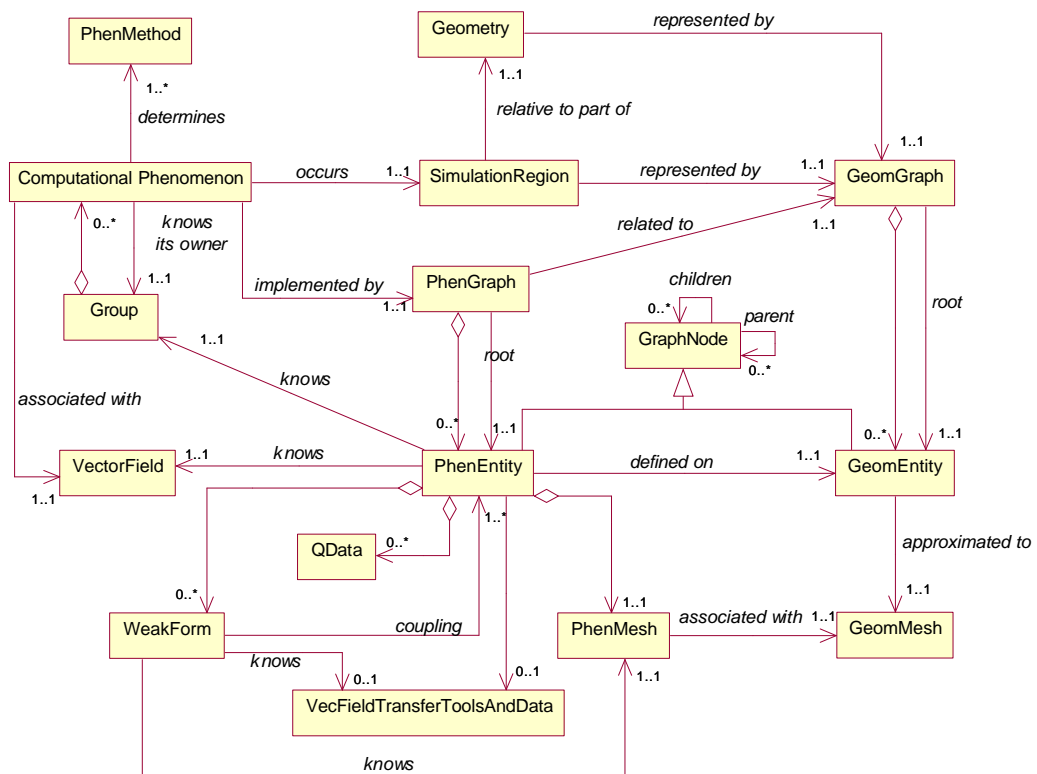 PhenMethod
Geometry
represented by
1..*
1..1
determines
relative to part of
1..1
Computational Phenomenon
occurs
1..1
SimulationRegion
represented by
1..1
GeomGraph
0..*
knows
its owner
related to
1..1
1..1
implemented by
1..1
PhenGraph
children
Group
0..*
parent
root
1..1
GraphNode
root
0..*
knows
associated with
0..*
1..1
0..*
1..1
VectorField
1..1
knows
PhenEntity
defined on
1..1
GeomEntity
1..1
1..*
QData
0..*
approximated to
0..*
1..1
1..1
WeakForm
coupling
PhenMesh
associated with
1..1
GeomMesh
knows
0..1
0..1
1..1
VecFieldTransferToolsAndData
knows